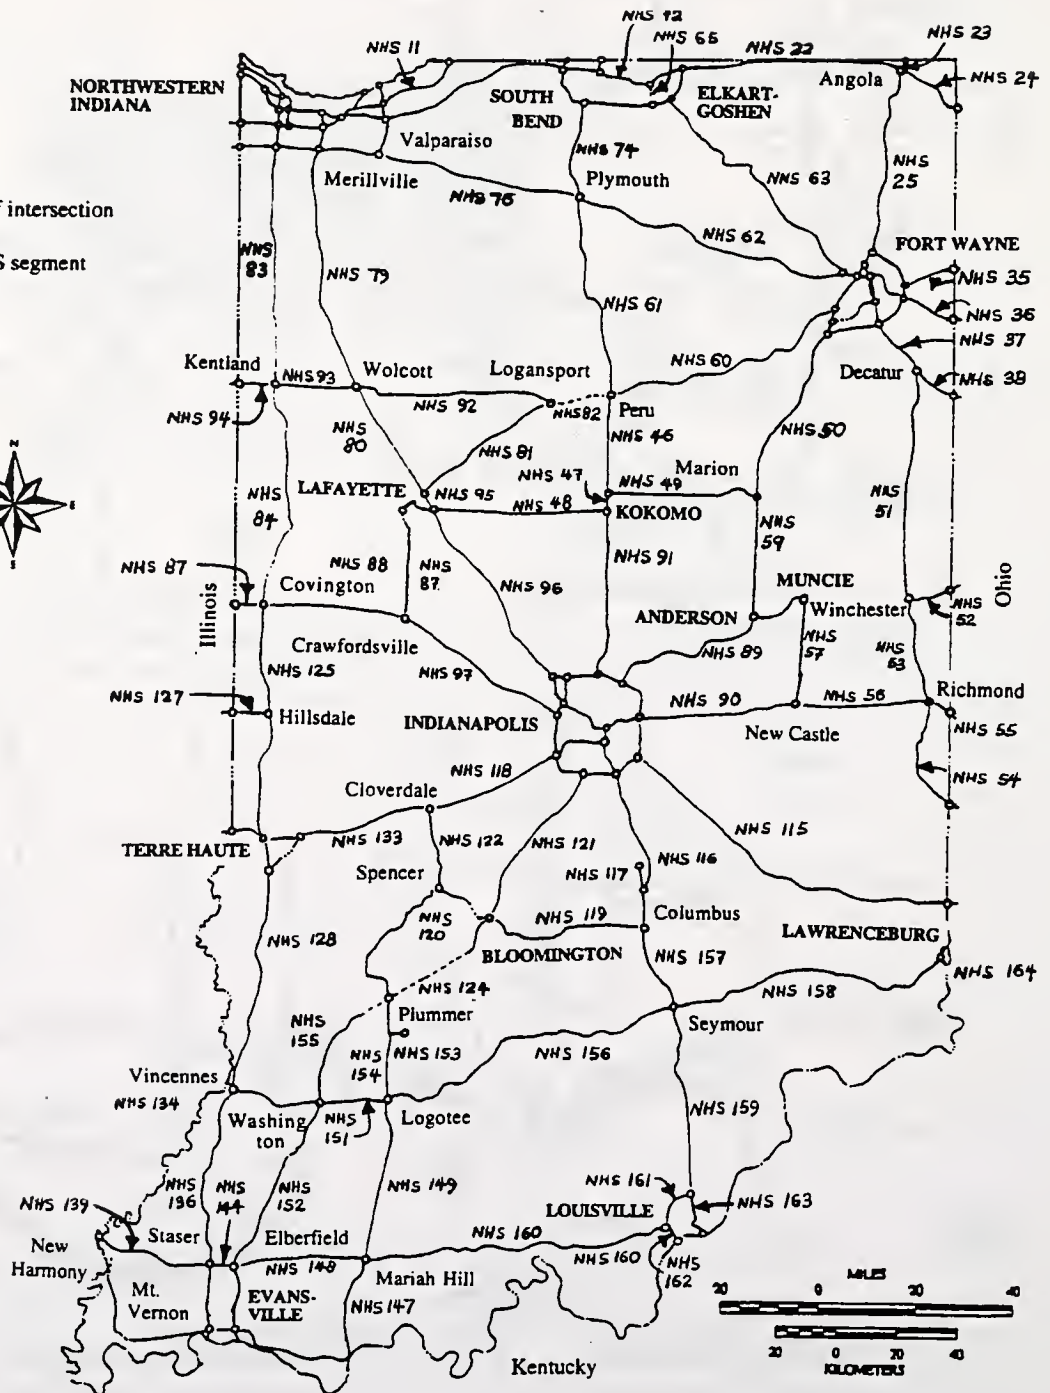 NHS 11
NHS 72
NHS 65
NHS 22
NHS 23
NHS 24
NORTHWESTERN
INDIANA
SOUTH
BEND
ELKART-
GOSHEN
Angola
Valparaiso
NHS 74
NHS
25
Merillville
NHS 76
Plymouth
NHS 63
f intersection
S segment
NHS
83
NHS 79
NHS 62
FORT WAYNE
NHS 35
NHS 36
NHS 61
NHS 37
Kentland
NHS 93
Wolcott
Logansport
NHS 60
Decatur
NHS 38
NHS 94
NHS 92
NHS 82
Peru
NHS
80
NHS 81
NHS 46
NHS 50
N
E
S
LAFAYETTE
NHS 95
NHS 47
NHS 48
NHS 49
Marion
KOKOMO
NHS
51
NHS
84
NHS
59
NHS 87
NHS 88
NHS
87
NHS 96
NHS 91
Illinois
Covington
MUNCIE
Ohio
ANDERSON
Winchester
NHS
52
Crawfordsville
NHS 125
NHS 97
NHS 89
NHS
57
NHS
53
NHS 127
Hillsdale
INDIANAPOLIS
NHS 90
NHS 56
Richmond
New Castle
NHS 55
NHS 118
NHS 54
Cloverdale
NHS 133
NHS 122
NHS 121
NHS 115
TERRE HAUTE
NHS 116
Spencer
NHS 117
NHS
120
NHS 119
Columbus
NHS 128
BLOOMINGTON
LAWRENCEBURG
NHS 157
NHS 164
NHS 124
NHS 158
Plummer
Seymour
NHS
155
NHS 153
NHS
154
NHS 156
Vincennes
NHS 134
Washing
ton
NHS
151
Logotee
NHS 159
NHS 139
NHS
136
NHS
144
NHS
152
NHS 149
NHS 161
NHS 163
New
Harmony
Staser
Elberfield
LOUISVILLE
NHS 160
NHS 148
Mariah Hill
NHS 160
NHS
162
Mt.
Vernon
EVANS-
VILLE
NHS 147
MILES
20 0 20 40
Kentucky
20 0 20 40
KILOMETERS